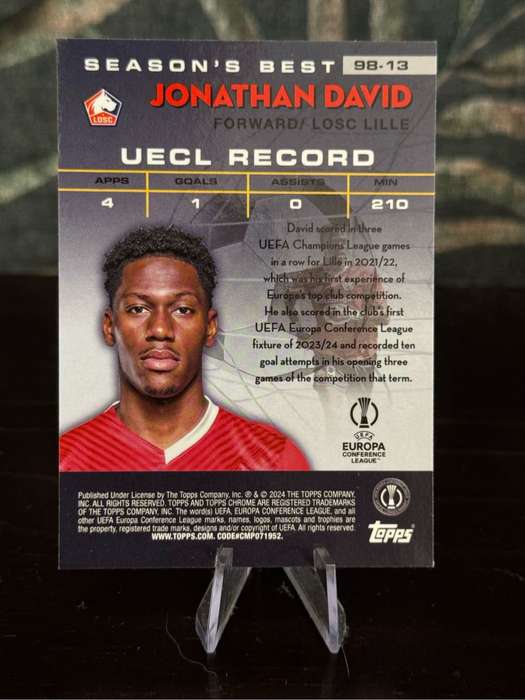 SEASON'S BEST 98-13
JONATHAN DAVID
LOSC
FORWARD/ LOSC LILLE
UECL RECORD
APPS GOALS ASSISTS MIN
4 1 0 210
David scored in three
UEFA Champions League games
in a row for Lille in 2021/22,
which was his first experience of
Europe's top club competition.
He also scored in the club's first
UEFA Europa Conference League
fixture of 2023/24 and recorded ten
goal attempts in his opening three
games of the competition that term.
UEFA
EUROPA
CONFERENCE
LEAGUE™
Published Under License by The Topps Company, Inc. ® & © 2024 THE TOPPS COMPANY,
INC. ALL RIGHTS RESERVED. TOPPS AND TOPPS CHROME ARE REGISTERED TRADEMARKS
OF THE TOPPS COMPANY, INC. The word(s) UEFA, EUROPA CONFERENCE LEAGUE, and all
other UEFA Europa Conference League marks, names, logos, mascots and trophies are
the property, registered trade marks, designs and/or copyright of UEFA. All rights reserved.
WWW.TOPPS.COM. CODE#CMP071952.
topps®